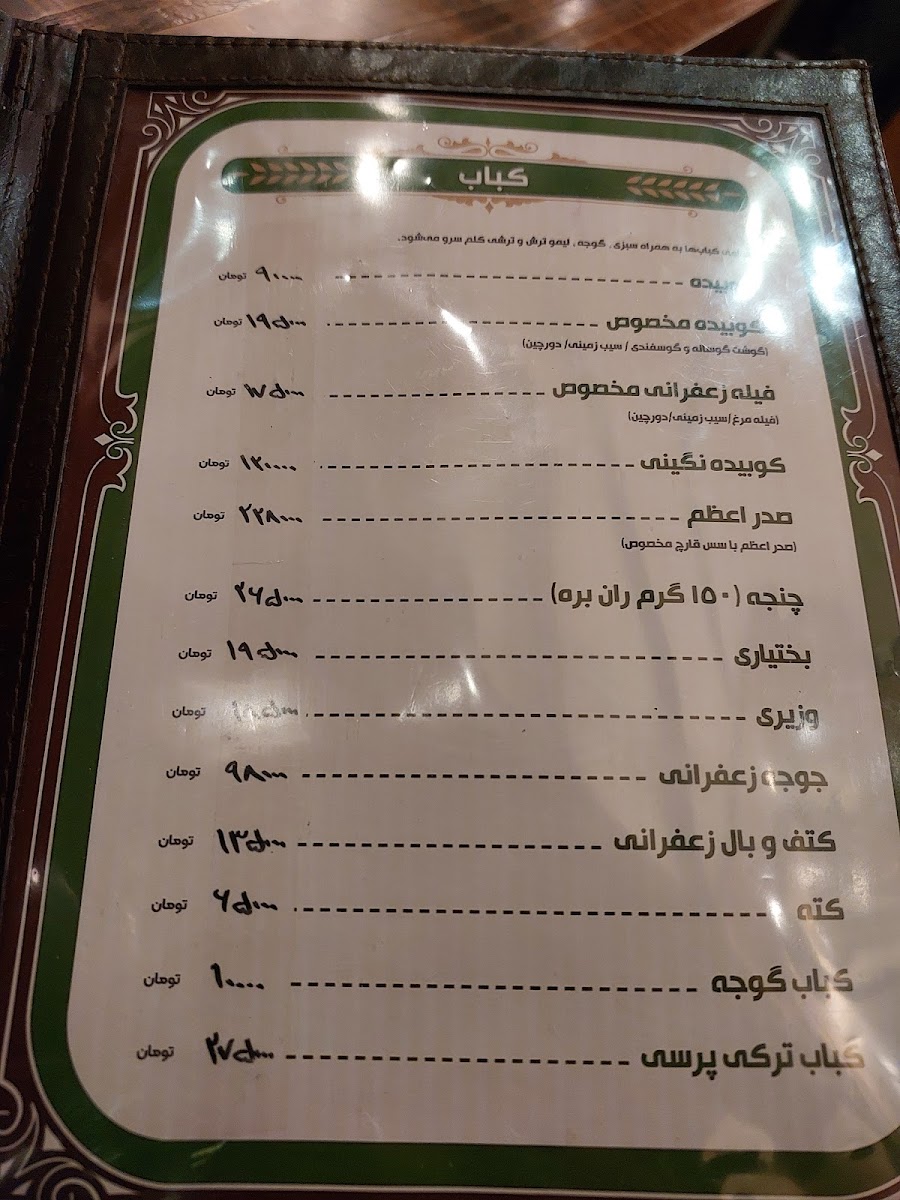 کباب
کباب‌ها به همراه سبزی، گوجه، لیمو ترش و ترشی کلم سرو می‌شود.
کوبیده ۹۰۰۰۰ تومان
کوبیده مخصوص ۱۹۵۰۰۰ تومان
(گوشت گوساله و گوسفندی / سیب زمینی/ دورچین)
فیله زعفرانی مخصوص ۱۷۵۰۰۰ تومان
(فیله مرغ/سیب زمینی/دورچین)
کوبیده نگینی ۱۲۰۰۰۰ تومان
صدر اعظم ۲۲۸۰۰۰ تومان
(صدر اعظم با سس قارچ مخصوص)
چنجه (۱۵۰ گرم ران بره) ۲۶۵۰۰۰ تومان
بختیاری ۱۹۵۰۰۰ تومان
وزیری تومان
جوجه زعفرانی ۹۸۰۰۰ تومان
کتف و بال زعفرانی ۱۳۵۰۰۰ تومان
کته ۶۵۰۰۰ تومان
کباب گوجه ۱۰۰۰۰ تومان
کباب ترکی پرسی ۲۷۵۰۰۰ تومان